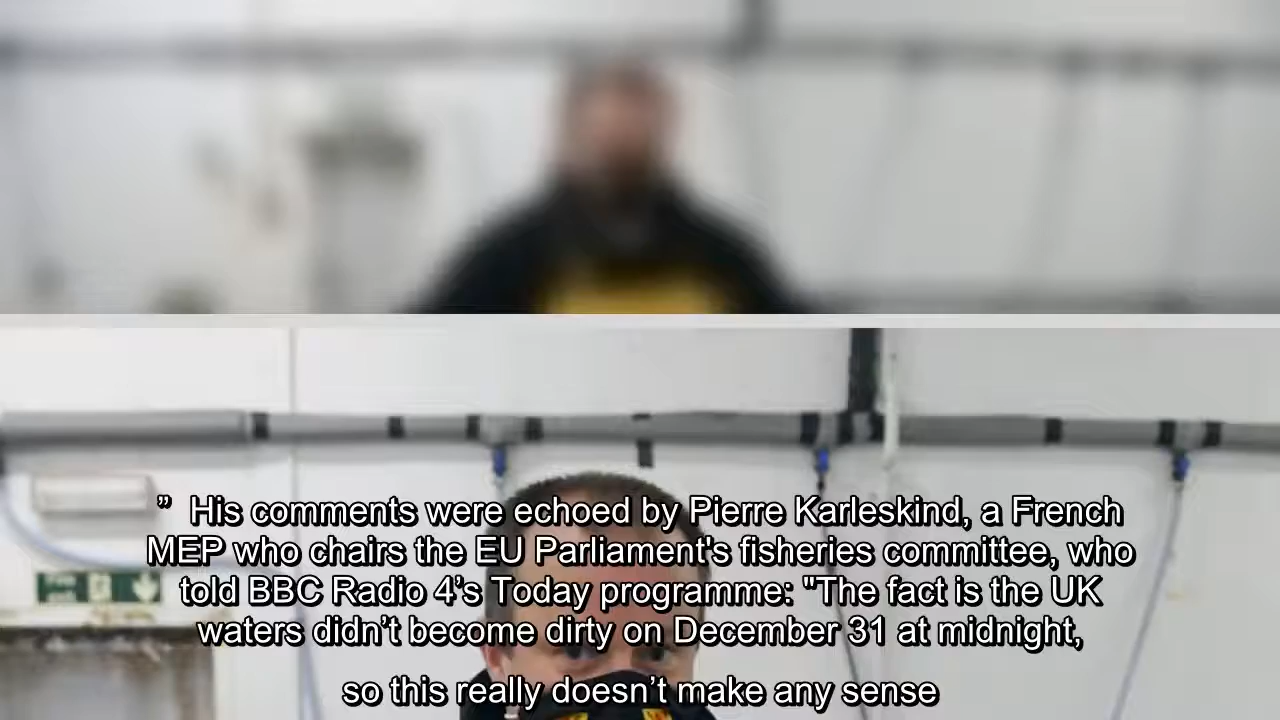 ”  His comments were echoed by Pierre Karleskind, a French
MEP who chairs the EU Parliament's fisheries committee, who
told BBC Radio 4’s Today programme: "The fact is the UK
waters didn’t become dirty on December 31 at midnight,
so this really doesn’t make any sense